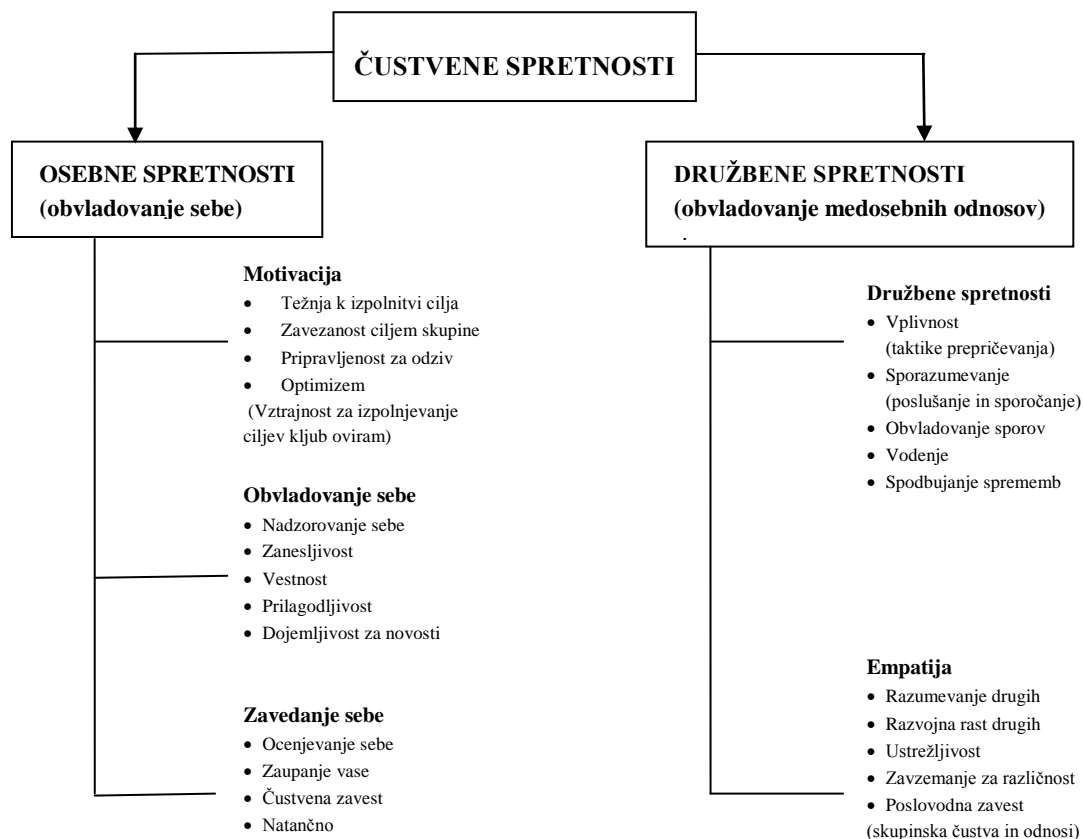 ČUSTVENE SPRETNOSTI
OSEBNE SPRETNOSTI
(obvladovanje sebe)
Motivacija
• Težnja k izpolnitvi cilja
• Zavezanost ciljem skupine
• Pripravljenost za odziv
• Optimizem
(Vztrajnost za izpolnjevanje
ciljev kljub oviram)
Obvladovanje sebe
• Nadzorovanje sebe
• Zanesljivost
• Vestnost
• Prilagodljivost
• Dojemljivost za novosti
Zavedanje sebe
• Ocenjevanje sebe
• Zaupanje vase
• Čustvena zavest
• Natančno
DRUŽBENE SPRETNOSTI
(obvladovanje medosebnih odnosov)
.
Družbene spretnosti
• Vplivnost
(taktike prepričevanja)
• Sporazumevanje
(poslušanje in sporočanje)
• Obvladovanje sporov
• Vodenje
• Spodbujanje sprememb
Empatija
• Razumevanje drugih
• Razvojna rast drugih
• Ustrežljivost
• Zavzemanje za različnost
• Poslovodna zavest
(skupinska čustva in odnosi)